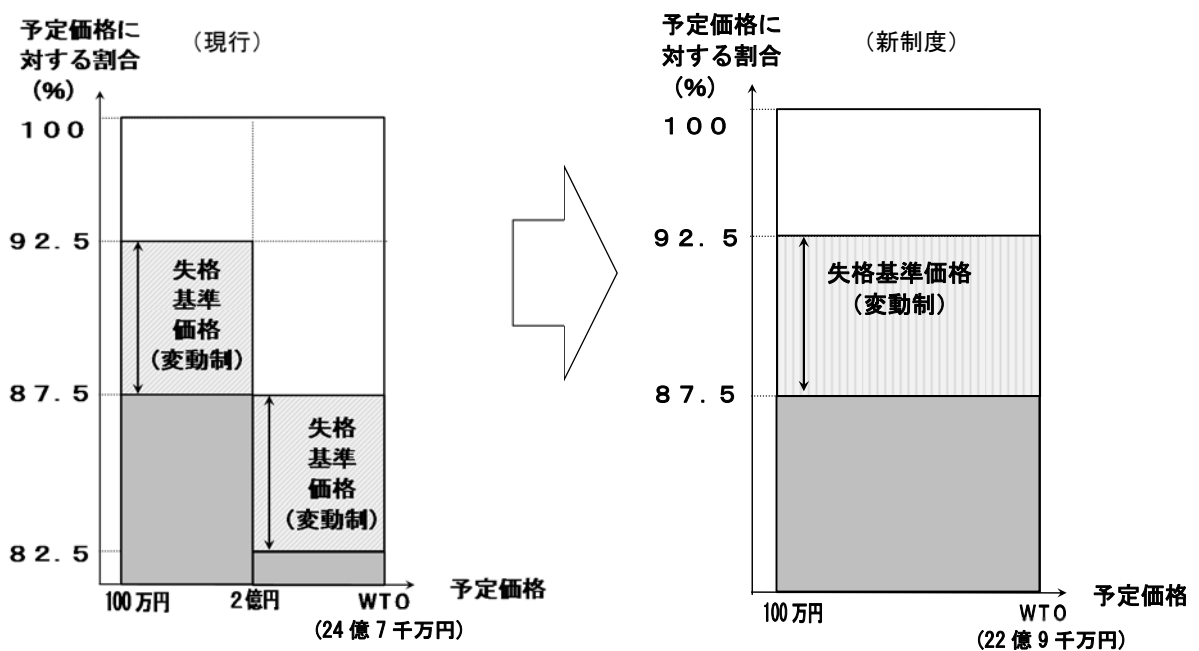 予定価格に
対する割合
(%)
(現行)
100
92.5
87.5
82.5
失格
基準
価格
(変動制)
失格
基準
価格
(変動制)
100万円
2億円
WTO
(24億7千万円)
予定価格
予定価格に
対する割合
(%)
(新制度)
100
92.5
87.5
失格基準価格
(変動制)
100万円
WTO
(22億9千万円)
予定価格